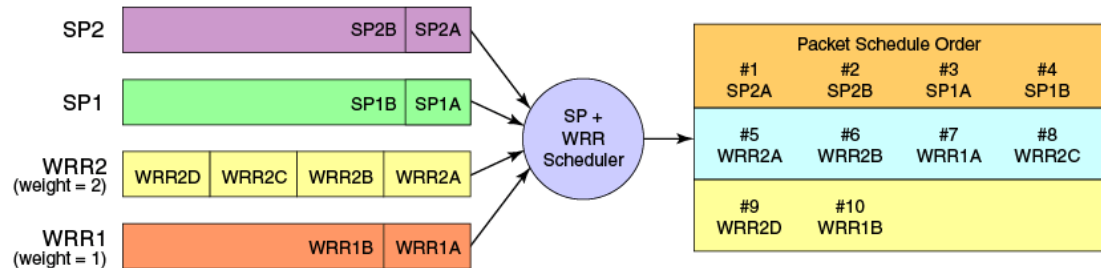 SP2
SP2B SP2A
SP1
SP1B SP1A
WRR2
(weight = 2)
WRR2D WRR2C WRR2B WRR2A
WRR1
(weight = 1)
WRR1B WRR1A
SP +
WRR
Scheduler
Packet Schedule Order
#1 #2 #3 #4
SP2A SP2B SP1A SP1B
#5 #6 #7 #8
WRR2A WRR2B WRR1A WRR2C
#9 #10
WRR2D WRR1B